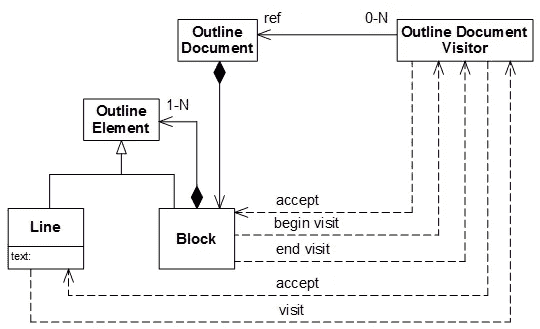 Outline
Document
ref
0-N
Outline Document
Visitor
Outline
Element
1-N
Line
text:
Block
accept
begin visit
end visit
accept
visit